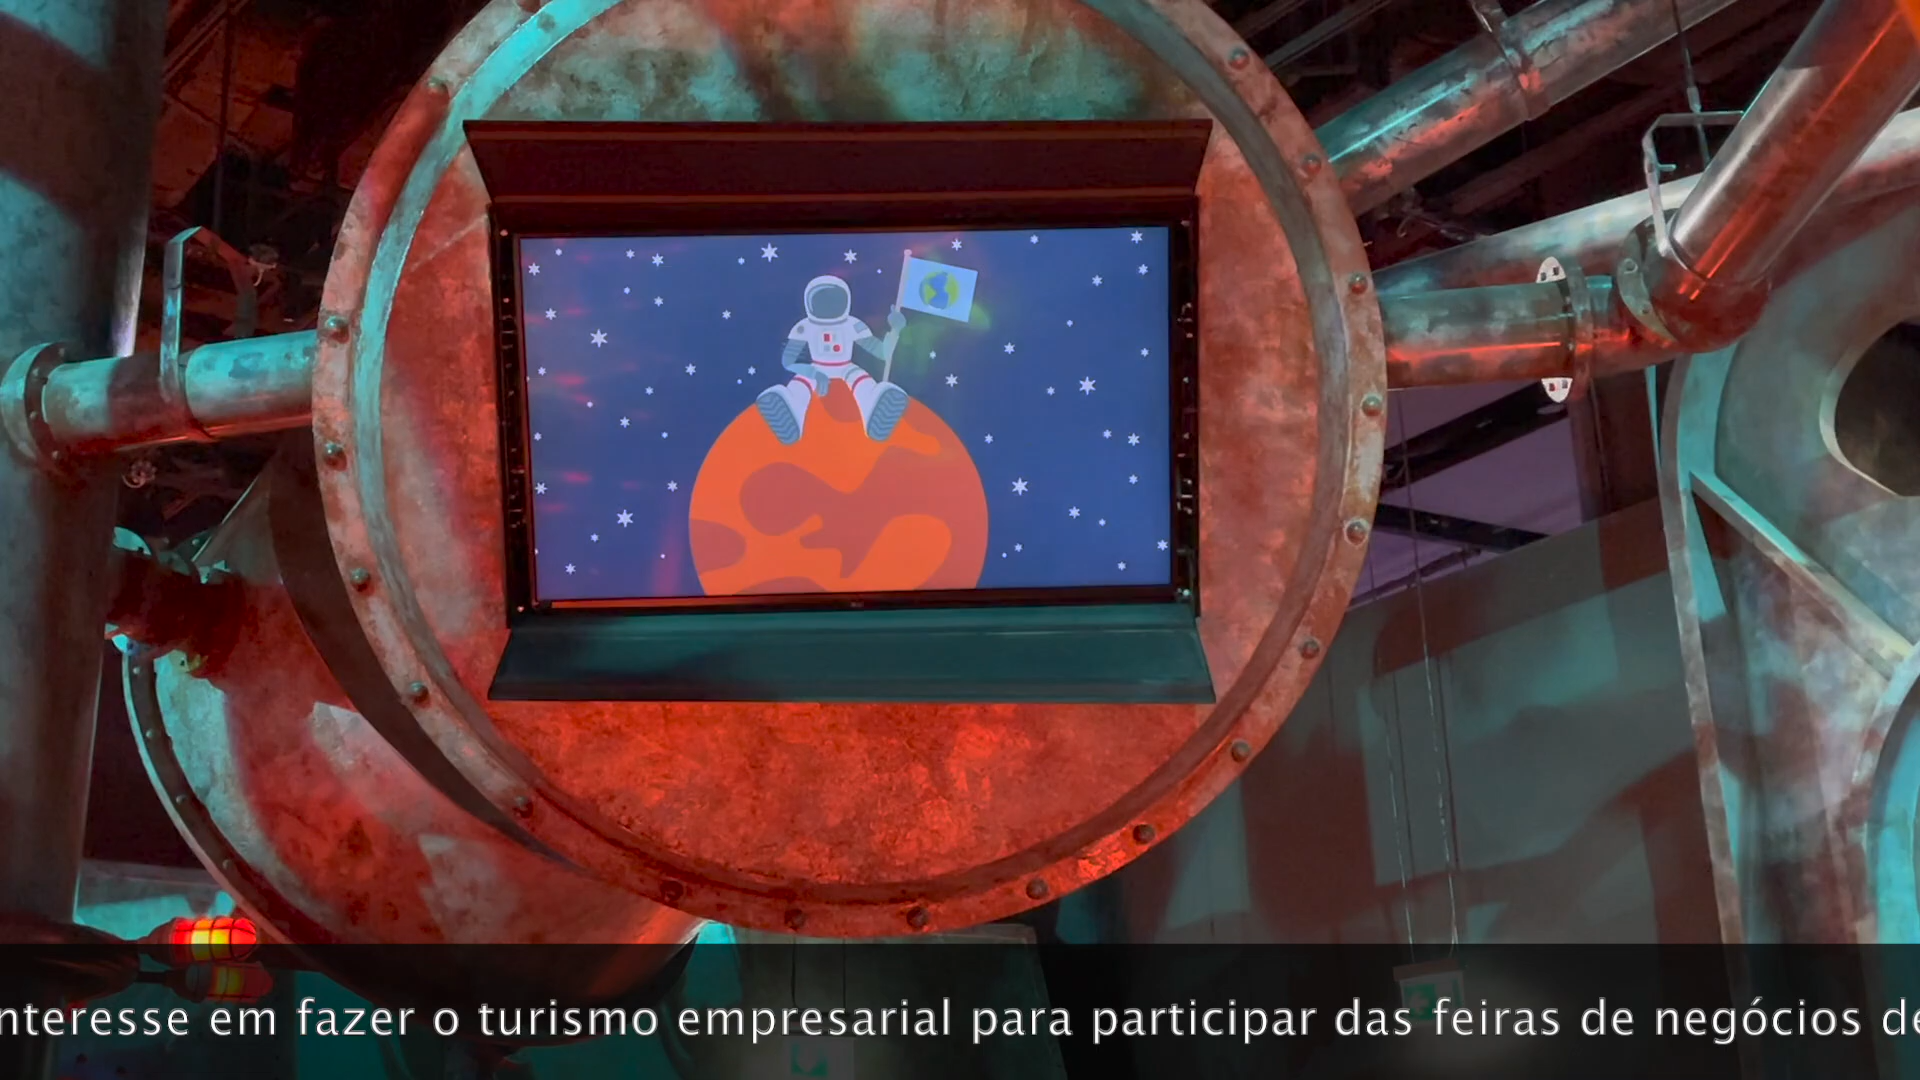 nteresse em fazer o turismo empresarial para participar das feiras de negócios de